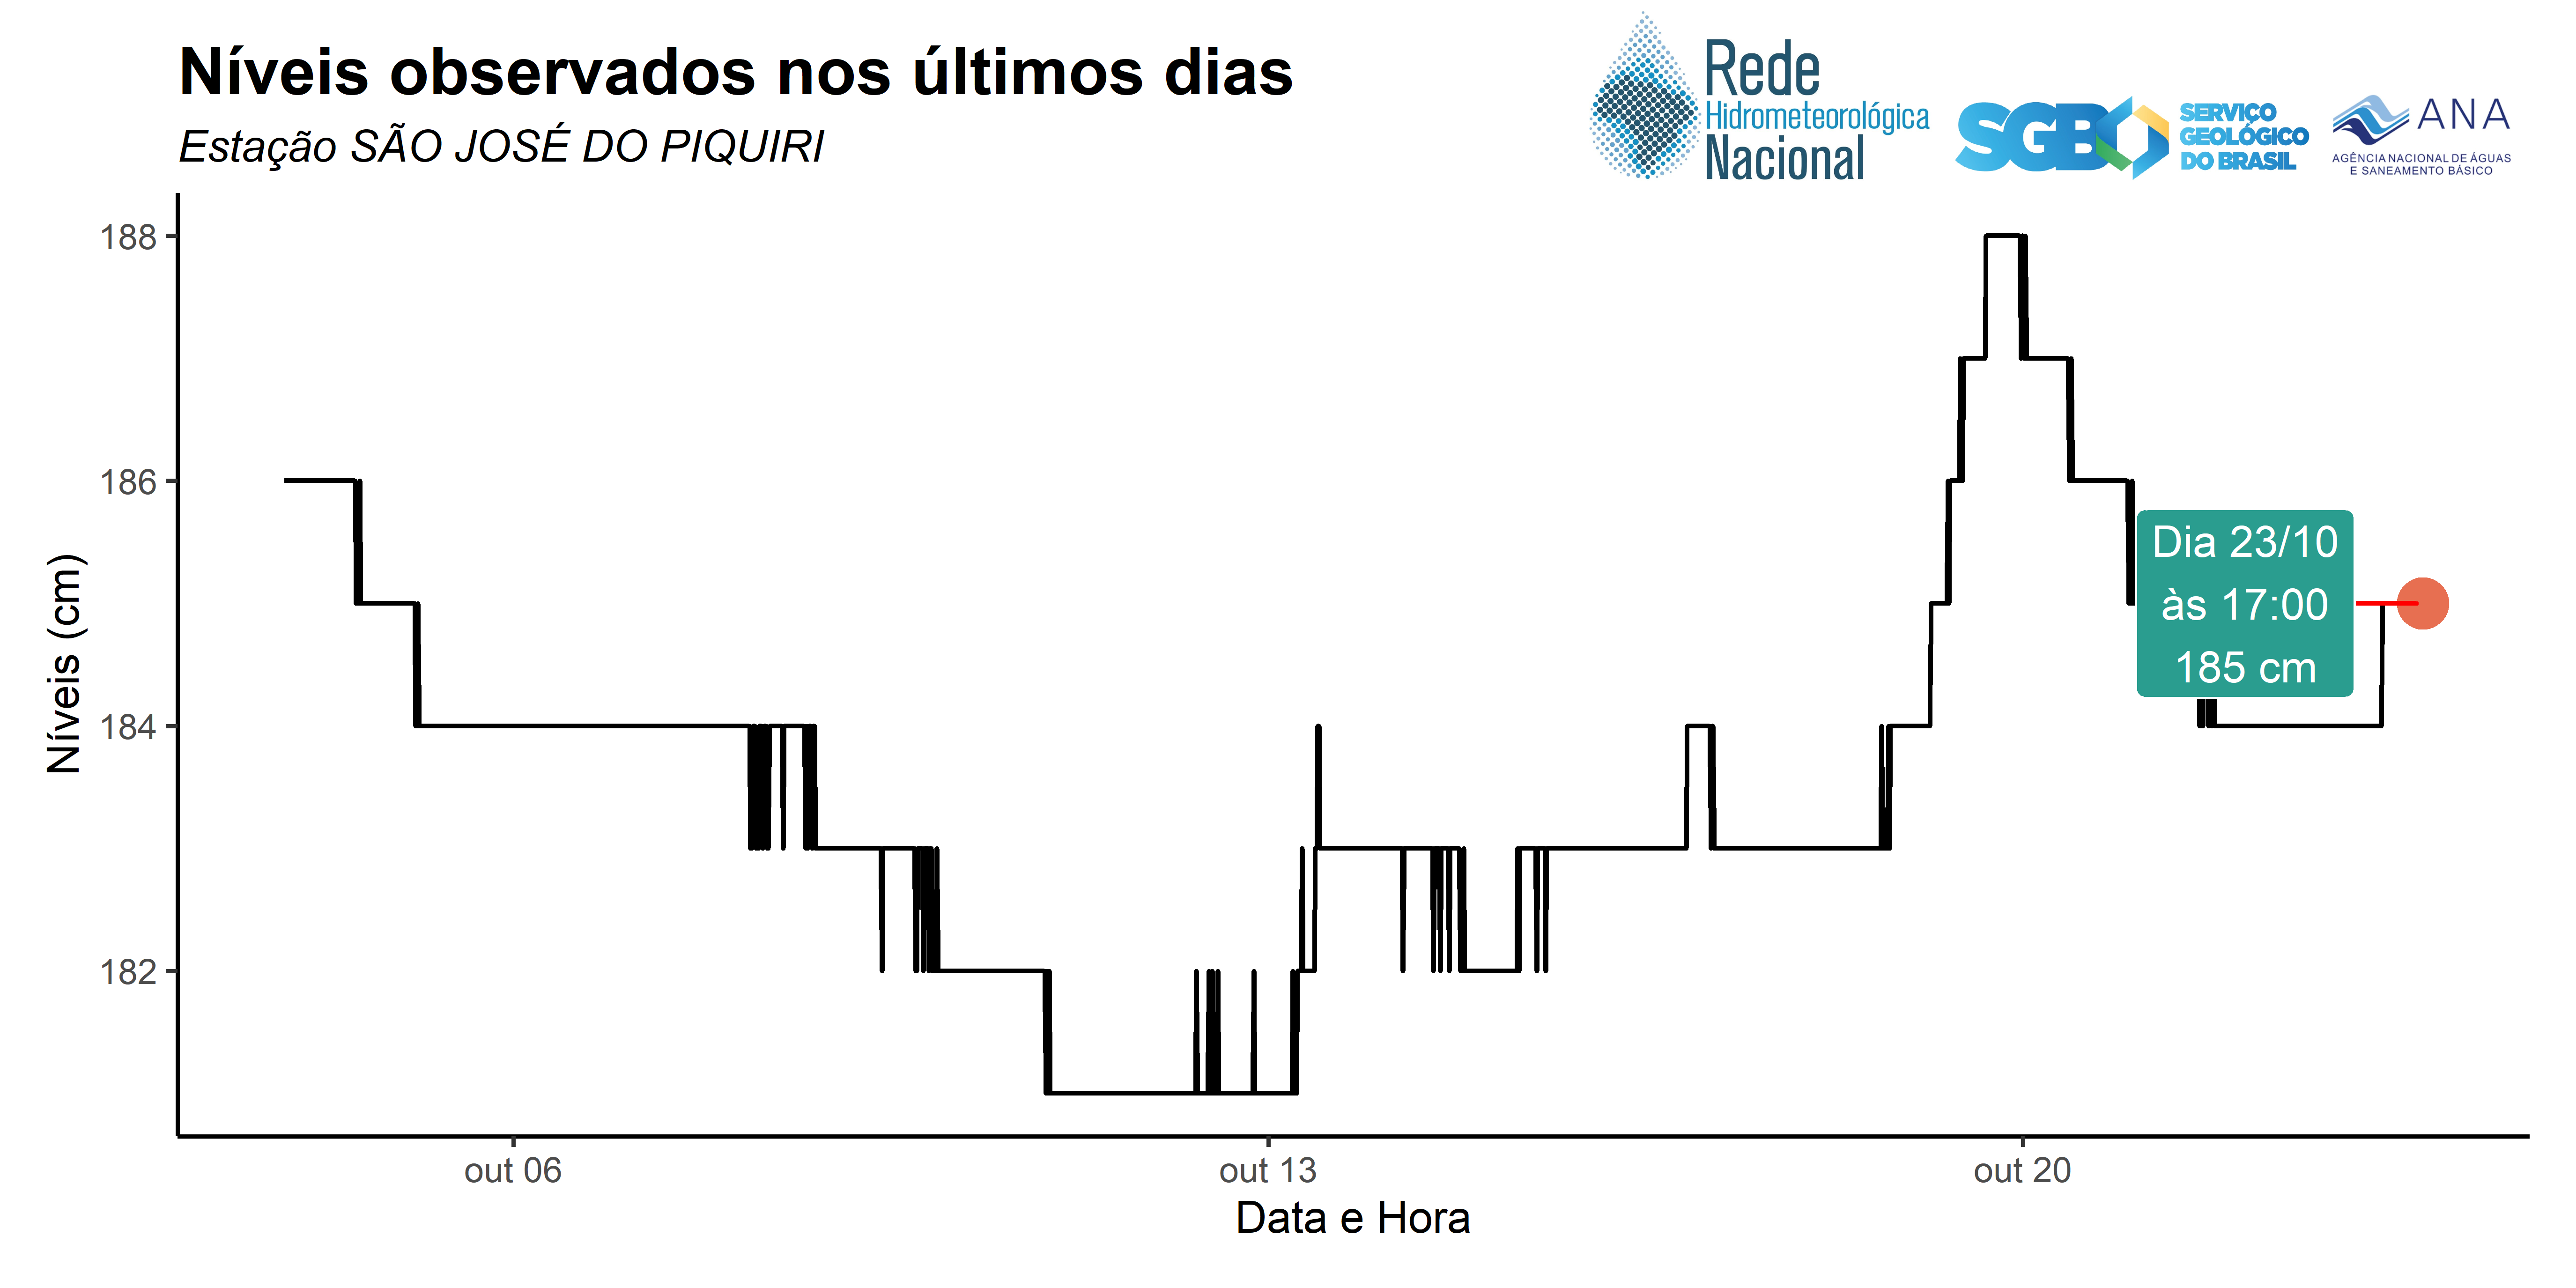 Níveis observados nos últimos dias
Estação SÃO JOSÉ DO PIQUIRI
Rede
Hidrometeorológica
Nacional
SGB
SERVIÇO
GEOLÓGICO
DO BRASIL
ANA
AGÊNCIA NACIONAL DE ÁGUAS
E SANEAMENTO BÁSICO
Níveis (cm)
188
186
184
182
Dia 23/10
às 17:00
185 cm
out 06
out 13
out 20
Data e Hora